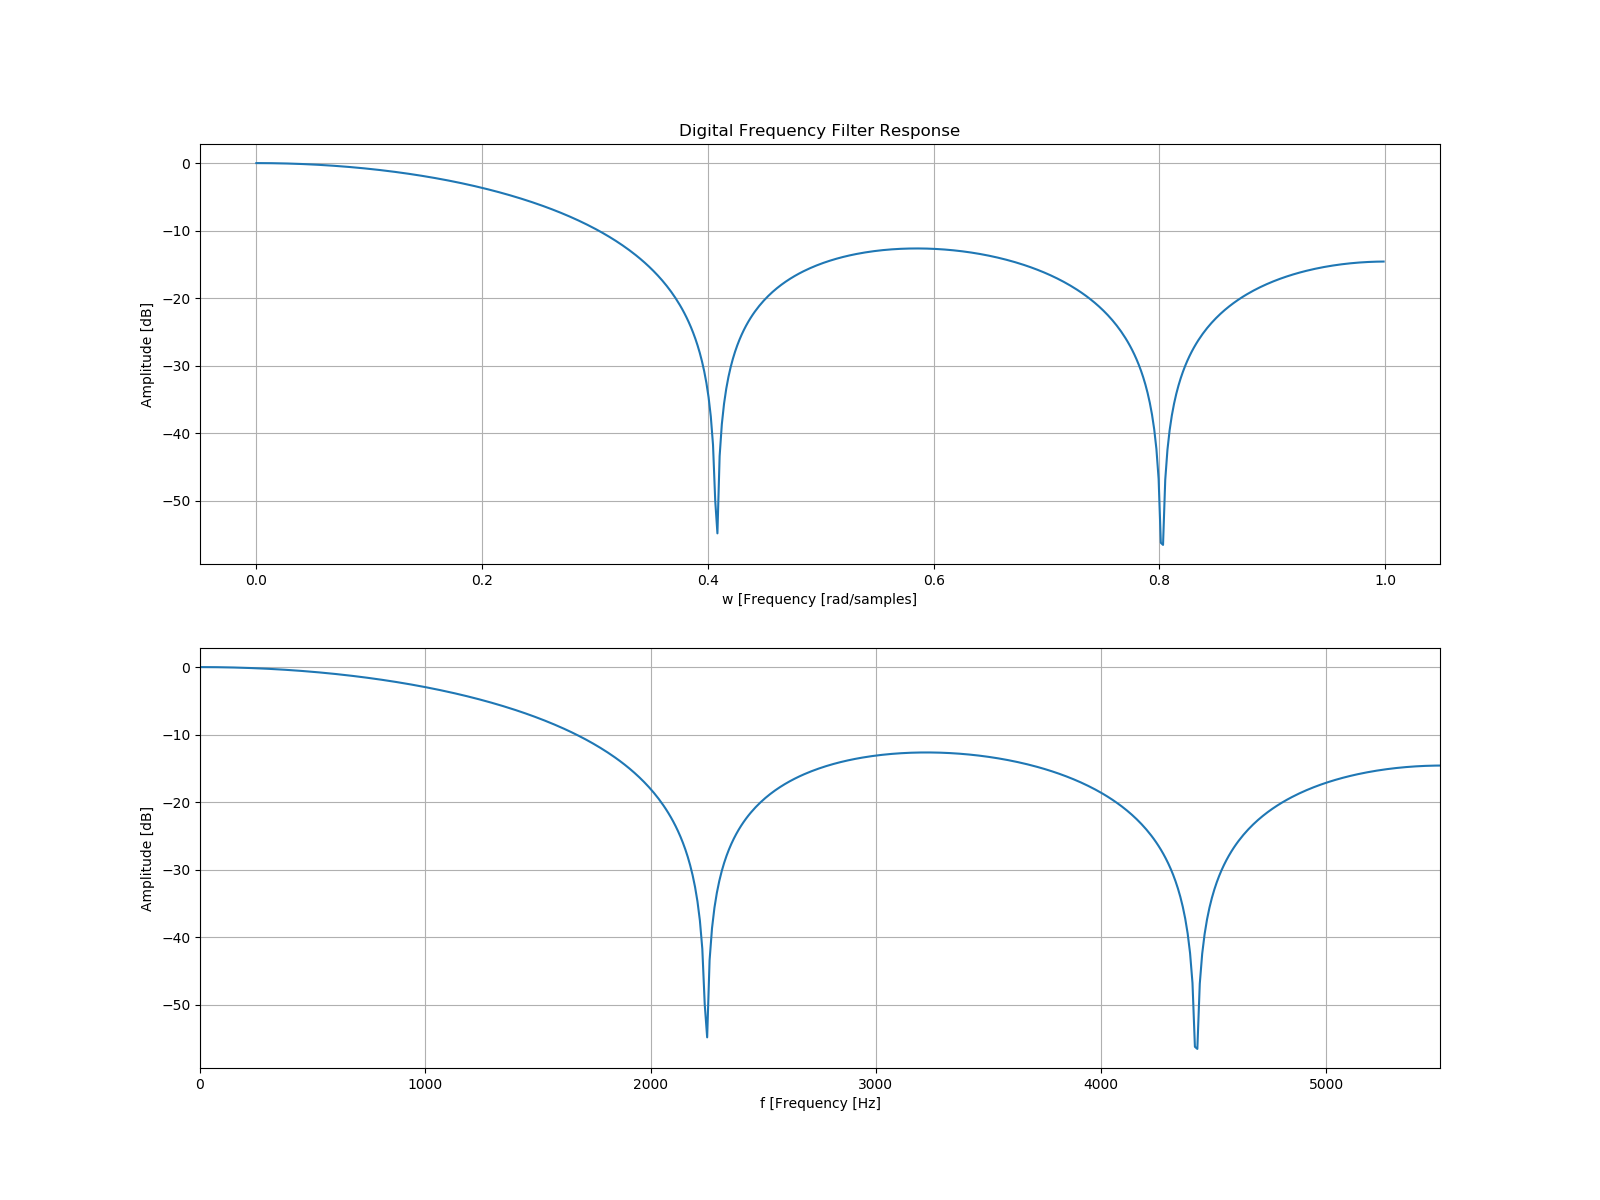 Digital Frequency Filter Response
0
−10
−20
−30
−40
−50
Amplitude [dB]
0.0 0.2 0.4 0.6 0.8 1.0
w [Frequency [rad/samples]
0
−10
−20
−30
−40
−50
Amplitude [dB]
0 1000 2000 3000 4000 5000
f [Frequency [Hz]